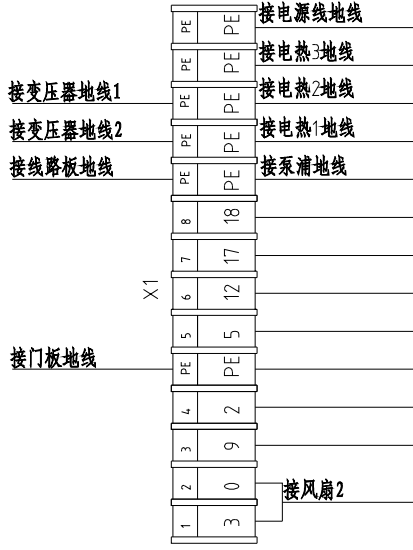 PE PE 接电源线地线
PE PE 接电热3地线
接变压器地线1 PE PE 接电热2地线
接变压器地线2 PE PE 接电热1地线
接线路板地线 PE PE 接泵浦地线
8 18
7 17
X1
6 12
5 5
接门板地线 PE PE
4 2
3 9
2 0
接风扇2
1 3